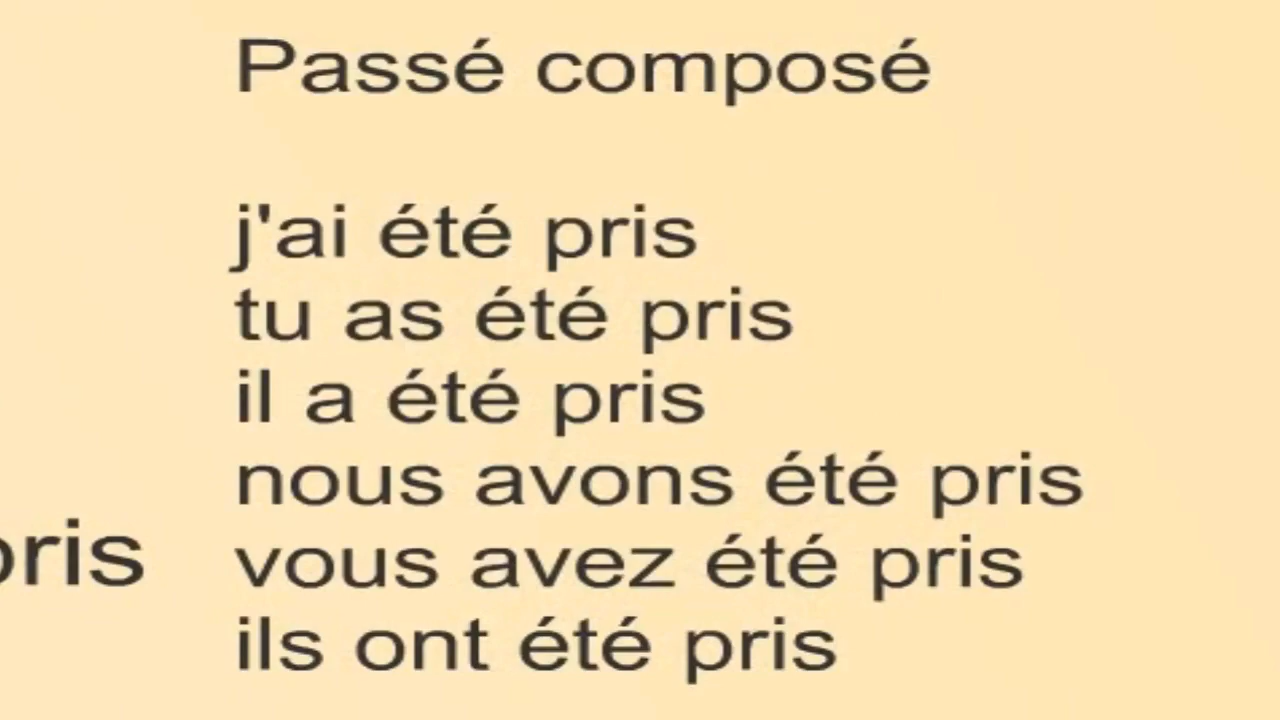 Passé composé
j'ai été pris
tu as été pris
il a été pris
nous avons été pris
pris
vous avez été pris
ils ont été pris